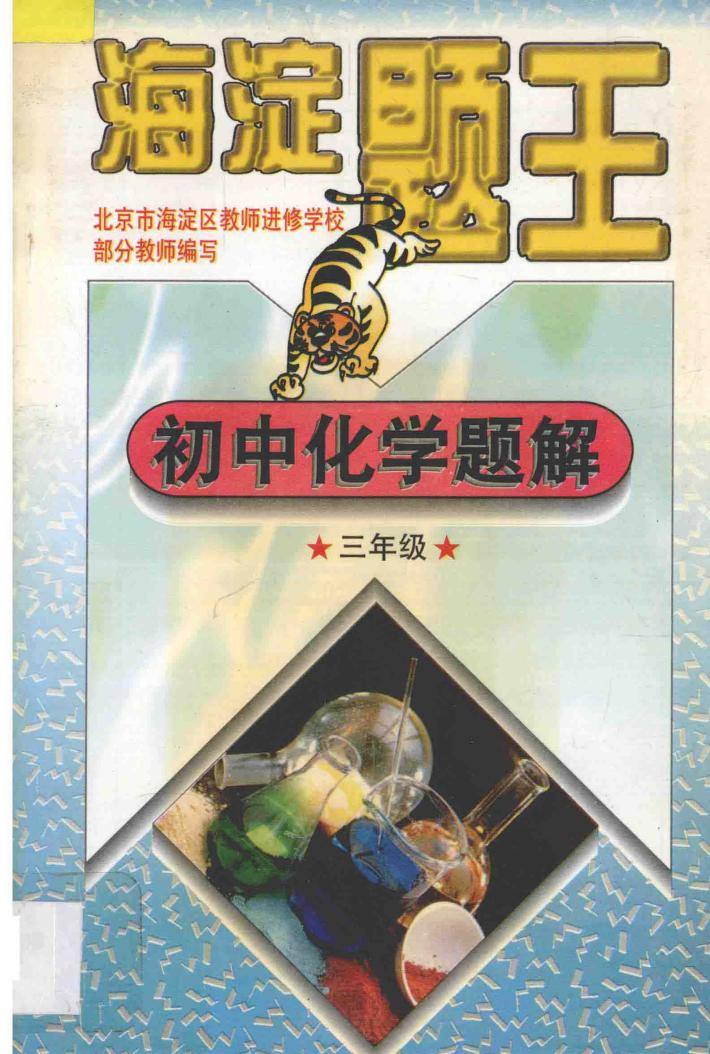 海淀题王
北京市海淀区教师进修学校
部分教师编写
初中化学题解
★三年级★